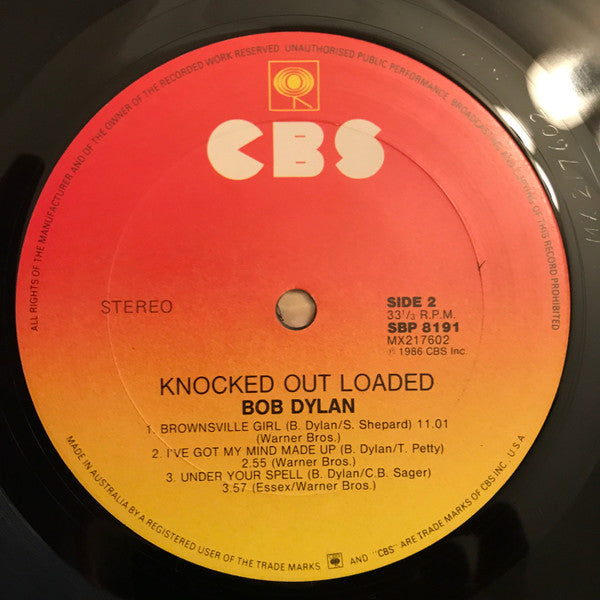 ALL RIGHTS OF THE MANUFACTURER AND OF THE OWNER OF THE RECORDED WORK RESERVED UNAUTHORISED PUBLIC PERFORMANCE, BROADCASTING AND COPYING OF THIS RECORD PROHIBITED
CBS
STEREO
SIDE 2
33 1/3 R.P.M.
SBP 8191
MX217602
℗ 1986 CBS Inc.
MX 217602
KNOCKED OUT LOADED
BOB DYLAN
1. BROWNSVILLE GIRL (B. Dylan/S. Shepard) 11.01
(Warner Bros.)
2. I'VE GOT MY MIND MADE UP (B. Dylan/T. Petty)
2.55 (Warner Bros.)
3. UNDER YOUR SPELL (B. Dylan/C.B. Sager)
3.57 (Essex/Warner Bros.)
MADE IN AUSTRALIA BY A REGISTERED USER OF THE TRADE MARKS AND "CBS" ARE TRADE MARKS OF CBS INC. U S A